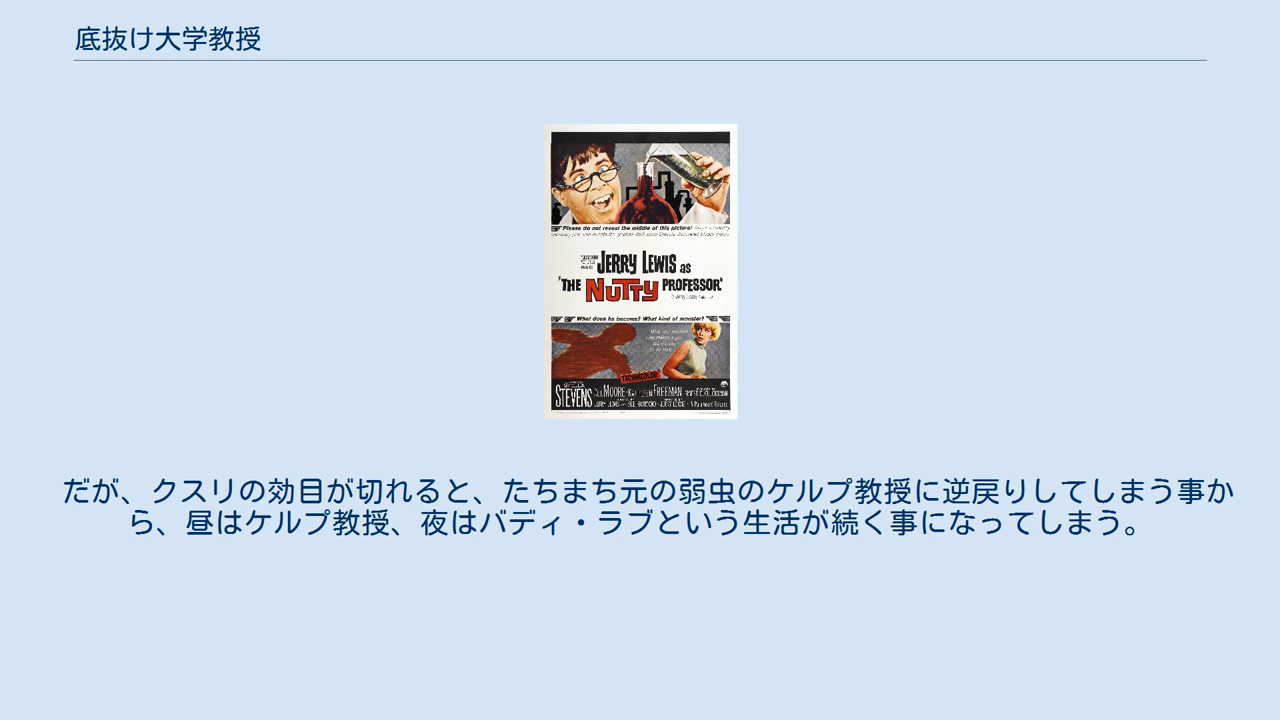 底抜け大学教授
Please do not reveal the middle of this picture!
JERRY LEWIS as
"THE NUTTY PROFESSOR"
What does he become? What kind of monster?
TECHNICOLOR
STELLA
STEVENS
MOORE
FREEMAN
だが、クスリの効目が切れると、たちまち元の弱虫のケルプ教授に逆戻りしてしまう事か
ら、昼はケルプ教授、夜はバディ・ラブという生活が続く事になってしまう。